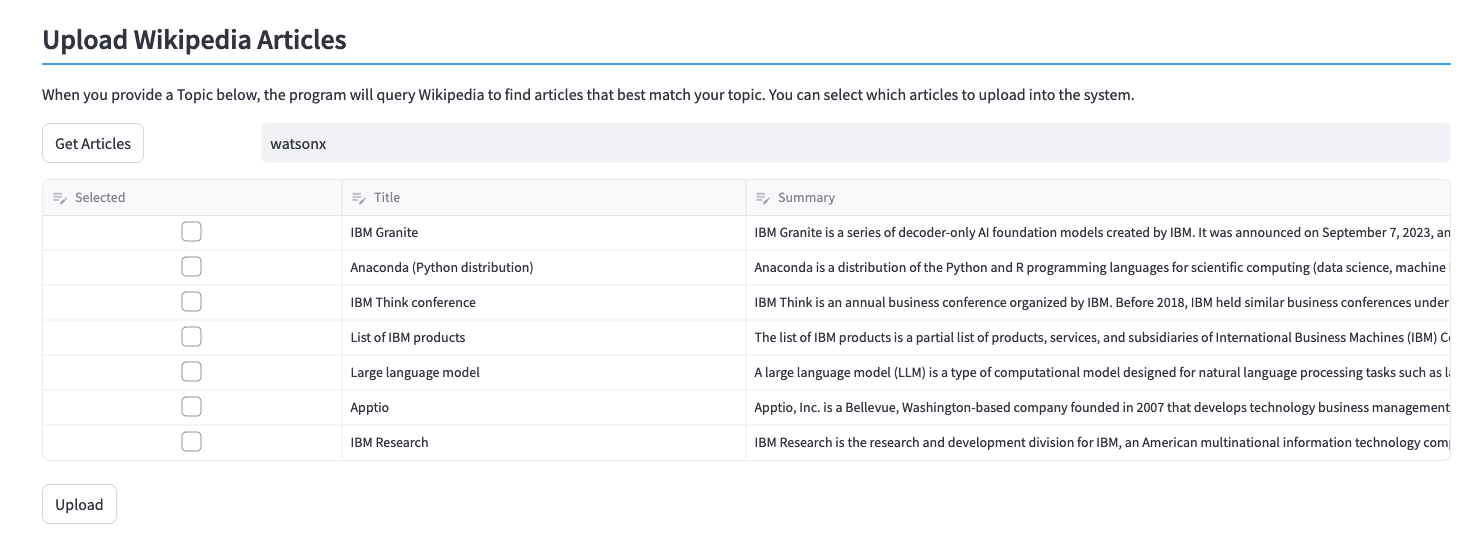 Upload Wikipedia Articles
When you provide a Topic below, the program will query Wikipedia to find articles that best match your topic. You can select which articles to upload into the system.
Get Articles watsonx
Selected Title Summary
IBM Granite IBM Granite is a series of decoder-only AI foundation models created by IBM. It was announced on September 7, 2023,
Anaconda (Python distribution) Anaconda is a distribution of the Python and R programming languages for scientific computing (data science, machine
IBM Think conference IBM Think is an annual business conference organized by IBM. Before 2018, IBM held similar business conferences under
List of IBM products The list of IBM products is a partial list of products, services, and subsidiaries of International Business Machines (IBM)
Large language model A large language model (LLM) is a type of computational model designed for natural language processing tasks such as
Apptio Apptio, Inc. is a Bellevue, Washington-based company founded in 2007 that develops technology business management
IBM Research IBM Research is the research and development division for IBM, an American multinational information technology
Upload